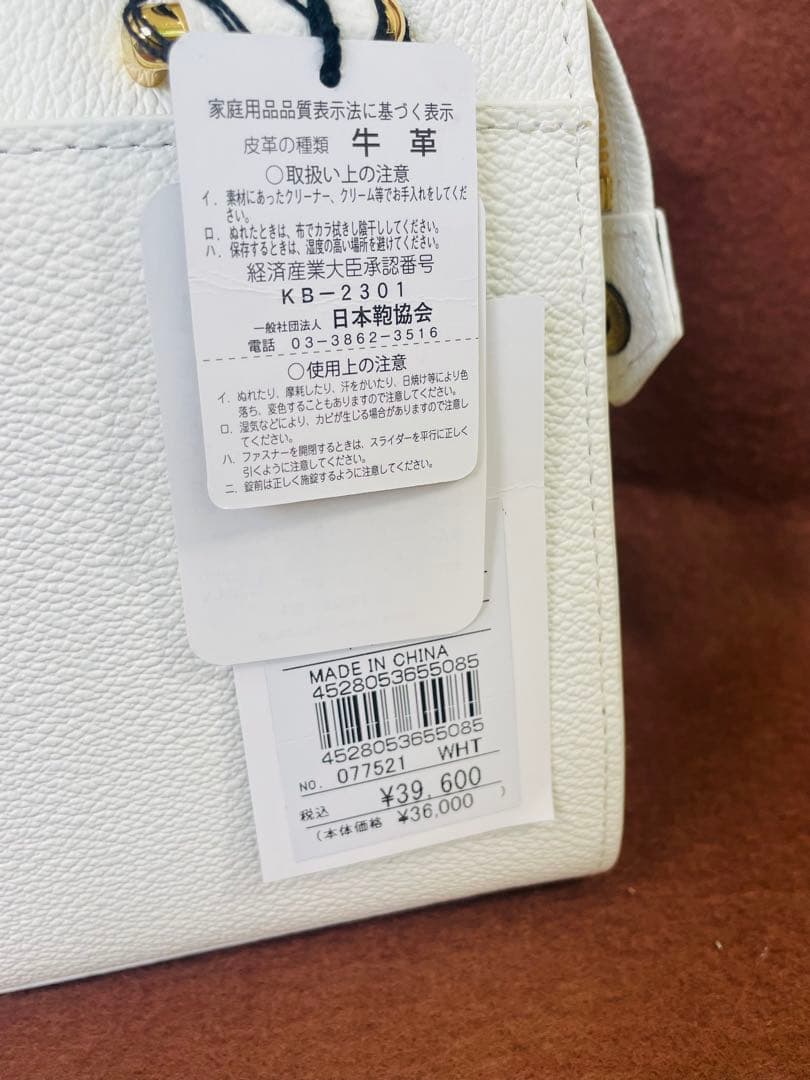 家庭用品品質表示法に基づく表示
皮革の種類 牛 革
○取扱い上の注意
イ. 素材にあったクリーナー、クリーム等でお手入れをしてくだ
さい。
ロ. ぬれたときは、布でカラ拭きし陰干ししてください。
ハ. 保存するときは、湿度の高い場所を避けてください。
経済産業大臣承認番号
KB-2301
一般社団法人 日本鞄協会
電話 03-3862-3516
○使用上の注意
イ. ぬれたり、摩耗したり、汗をかいたり、日焼け等により色
落ち、変色することもありますので注意してください。
ロ. 湿気などにより、カビが生じる場合がありますので注意し
てください。
ハ. ファスナーを開閉するときは、スライダーを平行に正しく
引くように注意してください。
ニ. 錠前は正しく施錠するように注意してください。
MADE IN CHINA
4528053655085
4528053655085
NO. 077521 WHT
税込 ¥39,600
(本体価格 ¥36,000 )